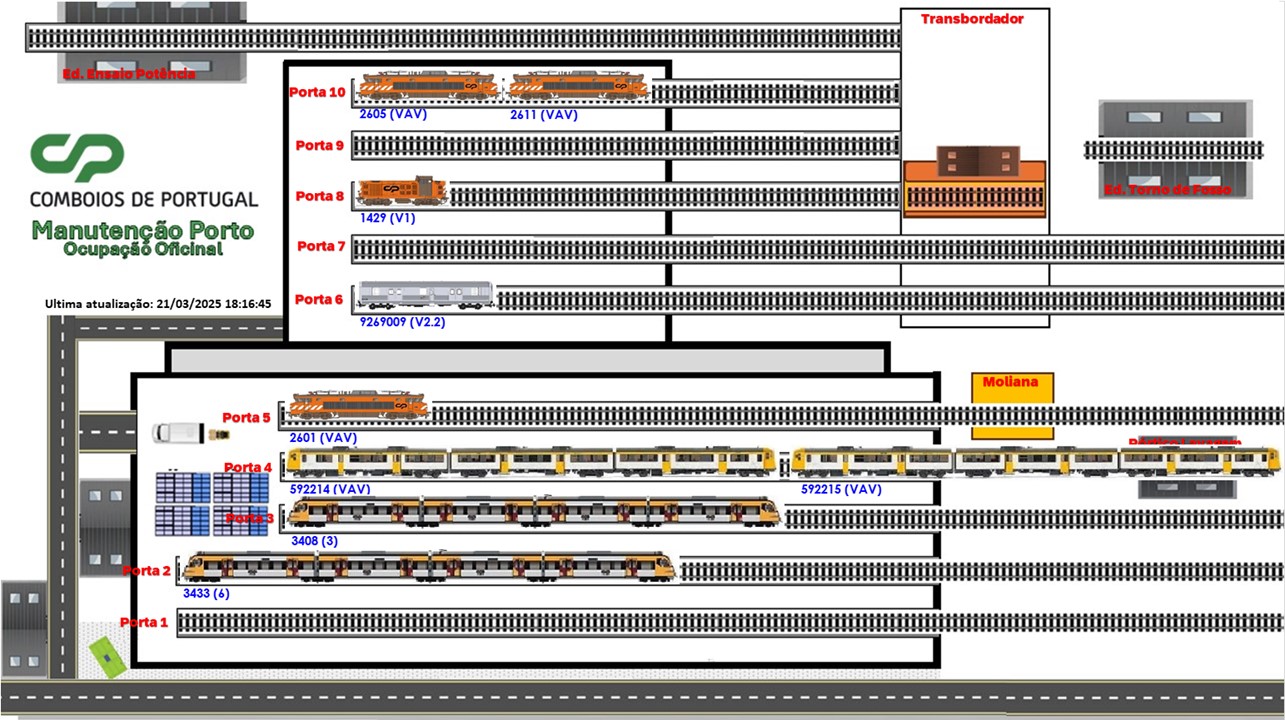 Transbordador
Ed. Ensaio Potência
Porta 10
2605 (VAV)
2611 (VAV)
Porta 9
CP
COMBOIOS DE PORTUGAL
Manutenção Porto
Ocupação Oficinal
Porta 8
1429 (V1)
Ed. Torno de Fosso
Porta 7
Ultima atualização: 21/03/2025 18:16:45
Porta 6
9269009 (V2.2)
Moliana
Porta 5
2601 (VAV)
Porta 4
592214 (VAV)
592215 (VAV)
Porta 3
3408 (3)
Porta 2
3433 (6)
Porta 1